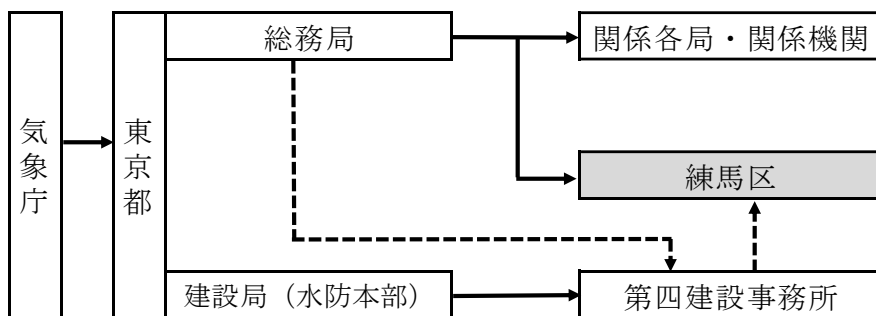 総務局
関係各局・関係機関
気象庁
東京都
練馬区
建設局（水防本部）
第四建設事務所